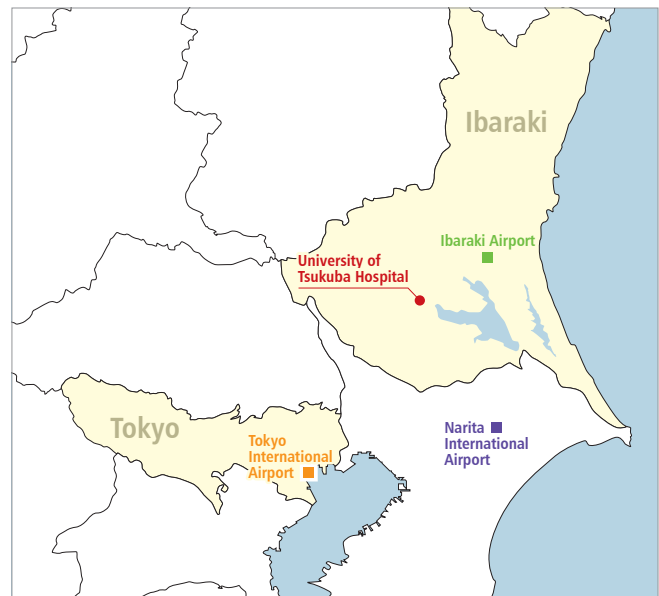 Ibaraki
Ibaraki Airport
University of
Tsukuba Hospital
Tokyo
Tokyo
International
Airport
Narita
International
Airport